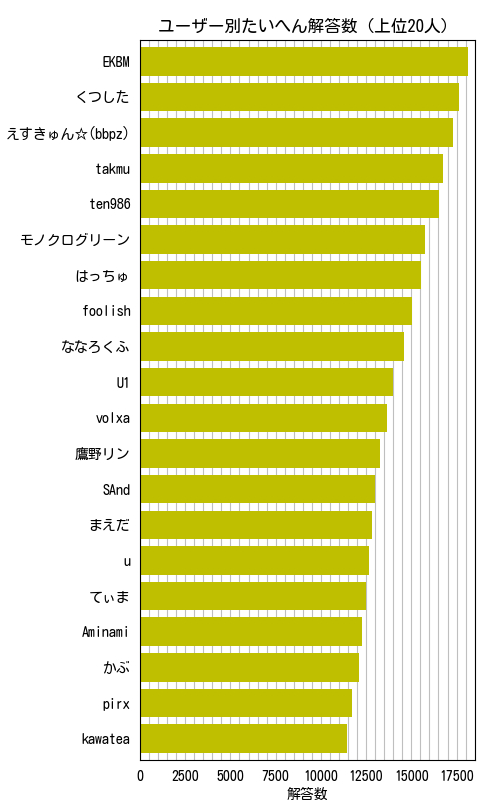 ユーザー別たいへん解答数 (上位20人)
EKBM
くつした
えすきゅん☆(bbpz)
takmu
ten986
モノクログリーン
はっちゅ
foolish
ななろくふ
U1
volxa
鷹野リン
SAnd
まえだ
u
てぃま
Aminami
かぶ
pirx
kawatea
0 2500 5000 7500 10000 12500 15000 17500
解答数